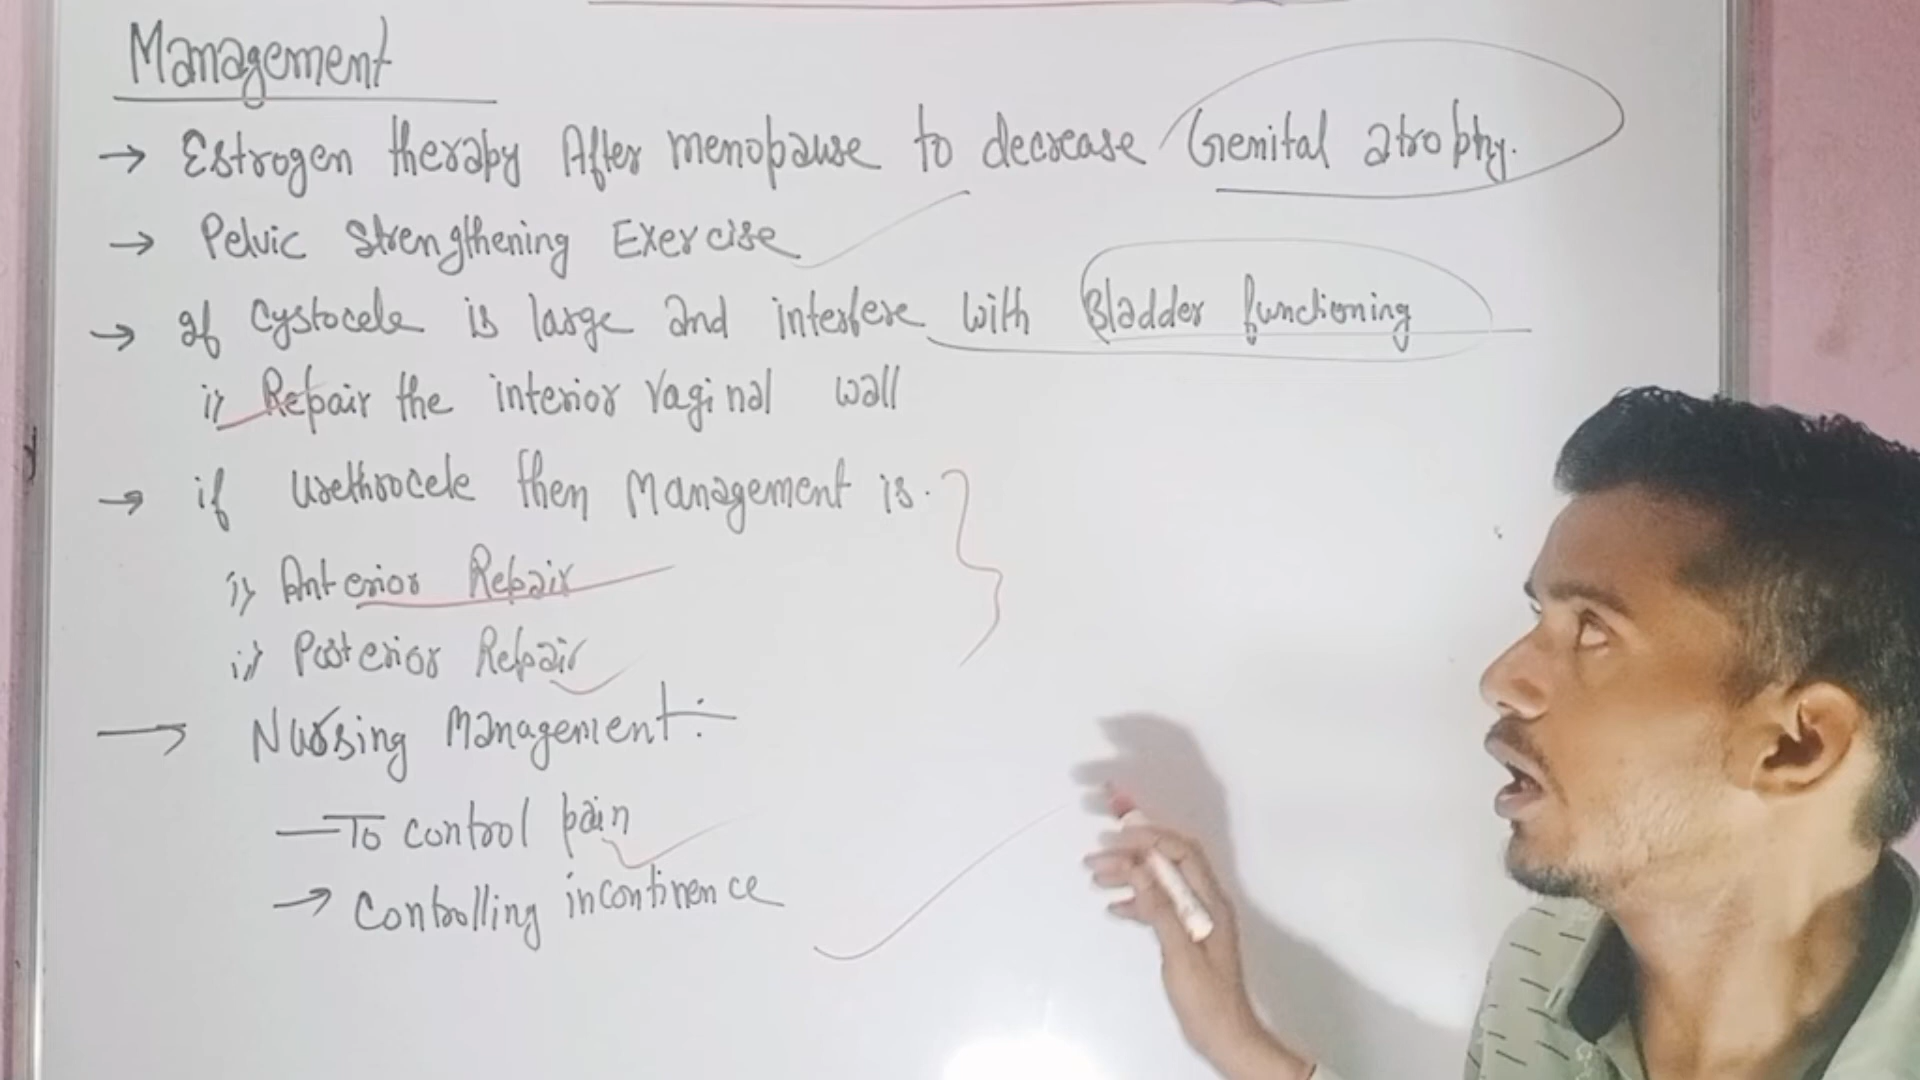 Management
→ Estrogen therapy After menopause to decrease Genital atrophy.
→ Pelvic Strengthening Exercise
→ If Cystocele is large and interfere with Bladder functioning
i) Repair the interior vaginal wall
→ if Urethrocele then Management is.
i) Anterior Repair
ii) Posterior Repair
→ Nursing Management:-
— To control pain
→ Controlling incontinence